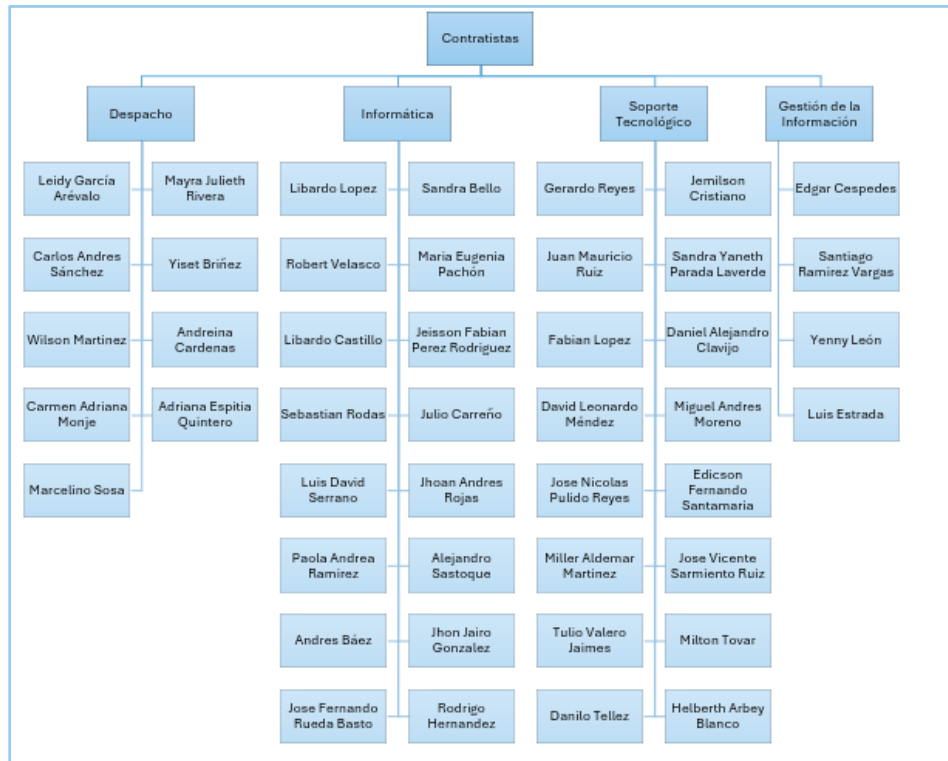 Contratistas
Despacho
Informática
Soporte
Tecnológico
Gestión de la
Información
Leidy García
Arévalo
Mayra Julieth
Rivera
Carlos Andres
Sánchez
Yiset Briñez
Wilson Martinez
Andreina
Cardenas
Carmen Adriana
Monje
Adriana Espitia
Quintero
Marcelino Sosa
Libardo Lopez
Sandra Bello
Robert Velasco
Maria Eugenia
Pachón
Libardo Castillo
Jeisson Fabian
Perez Rodriguez
Sebastian Rodas
Julio Carreño
Luis David
Serrano
Jhoan Andres
Rojas
Paola Andrea
Ramirez
Alejandro
Sastoque
Andres Báez
Jhon Jairo
Gonzalez
Jose Fernando
Rueda Basto
Rodrigo
Hernandez
Gerardo Reyes
Jemilson
Cristiano
Juan Mauricio
Ruiz
Sandra Yaneth
Parada Laverde
Fabian Lopez
Daniel Alejandro
Clavijo
David Leonardo
Méndez
Miguel Andres
Moreno
Jose Nicolas
Pulido Reyes
Edicson
Fernando
Santamaria
Miller Aldemar
Martinez
Jose Vicente
Sarmiento Ruiz
Tulio Valero
Jaimes
Milton Tovar
Danilo Tellez
Helberth Arbey
Blanco
Edgar Cespedes
Santiago
Ramirez Vargas
Yenny León
Luis Estrada